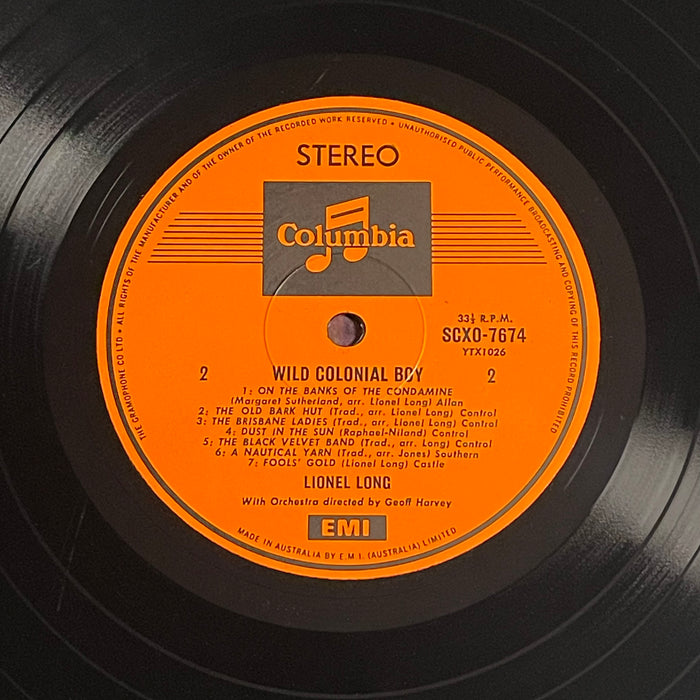 THE GRAMOPHONE CO LTD • ALL RIGHTS OF THE MANUFACTURER AND OF THE OWNER OF THE RECORDED WORK RESERVED • UNAUTHORISED PUBLIC PERFORMANCE BROADCASTING AND COPYING OF THIS RECORD PROHIBITED
STEREO
Columbia
33⅓ R.P.M.
SCXO-7674
YTX1026
2 WILD COLONIAL BOY 2
1: ON THE BANKS OF THE CONDAMINE
(Margaret Sutherland, arr. Lionel Long) Allan
2: THE OLD BARK HUT (Trad., arr. Lionel Long) Control
3: THE BRISBANE LADIES (Trad., arr. Lionel Long) Control
4: DUST IN THE SUN (Raphael-Niland) Control
5: THE BLACK VELVET BAND (Trad., arr. Long) Control
6: A NAUTICAL YARN (Trad., arr. Jones) Southern
7: FOOLS' GOLD (Lionel Long) Castle
LIONEL LONG
With Orchestra directed by Geoff Harvey
EMI
MADE IN AUSTRALIA BY E.M.I. (AUSTRALIA) LIMITED